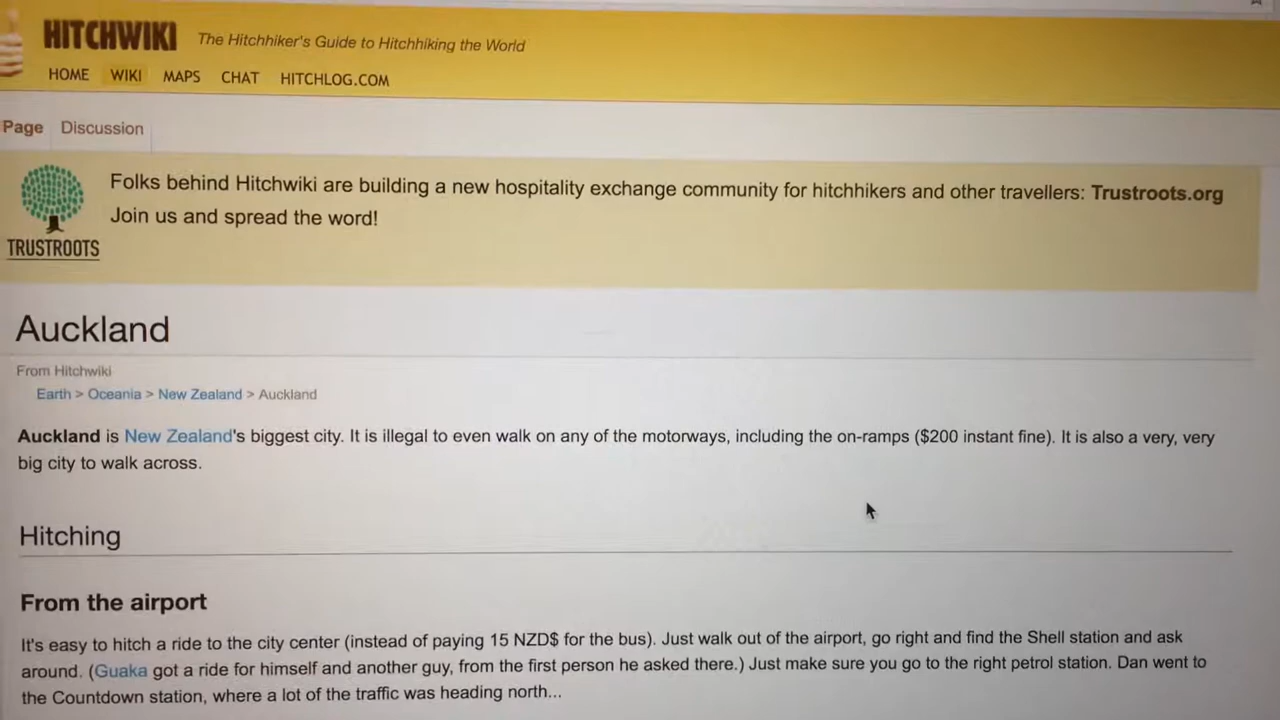 HITCHWIKI The Hitchhiker's Guide to Hitchhiking the World
HOME WIKI MAPS CHAT HITCHLOG.COM
Page Discussion
Folks behind Hitchwiki are building a new hospitality exchange community for hitchhikers and other travellers: Trustroots.org
Join us and spread the word!
TRUSTROOTS
Auckland
From Hitchwiki
Earth > Oceania > New Zealand > Auckland
Auckland is New Zealand's biggest city. It is illegal to even walk on any of the motorways, including the on-ramps ($200 instant fine). It is also a very, very
big city to walk across.
Hitching
From the airport
It's easy to hitch a ride to the city center (instead of paying 15 NZD$ for the bus). Just walk out of the airport, go right and find the Shell station and ask
around. (Guaka got a ride for himself and another guy, from the first person he asked there.) Just make sure you go to the right petrol station. Dan went to
the Countdown station, where a lot of the traffic was heading north...